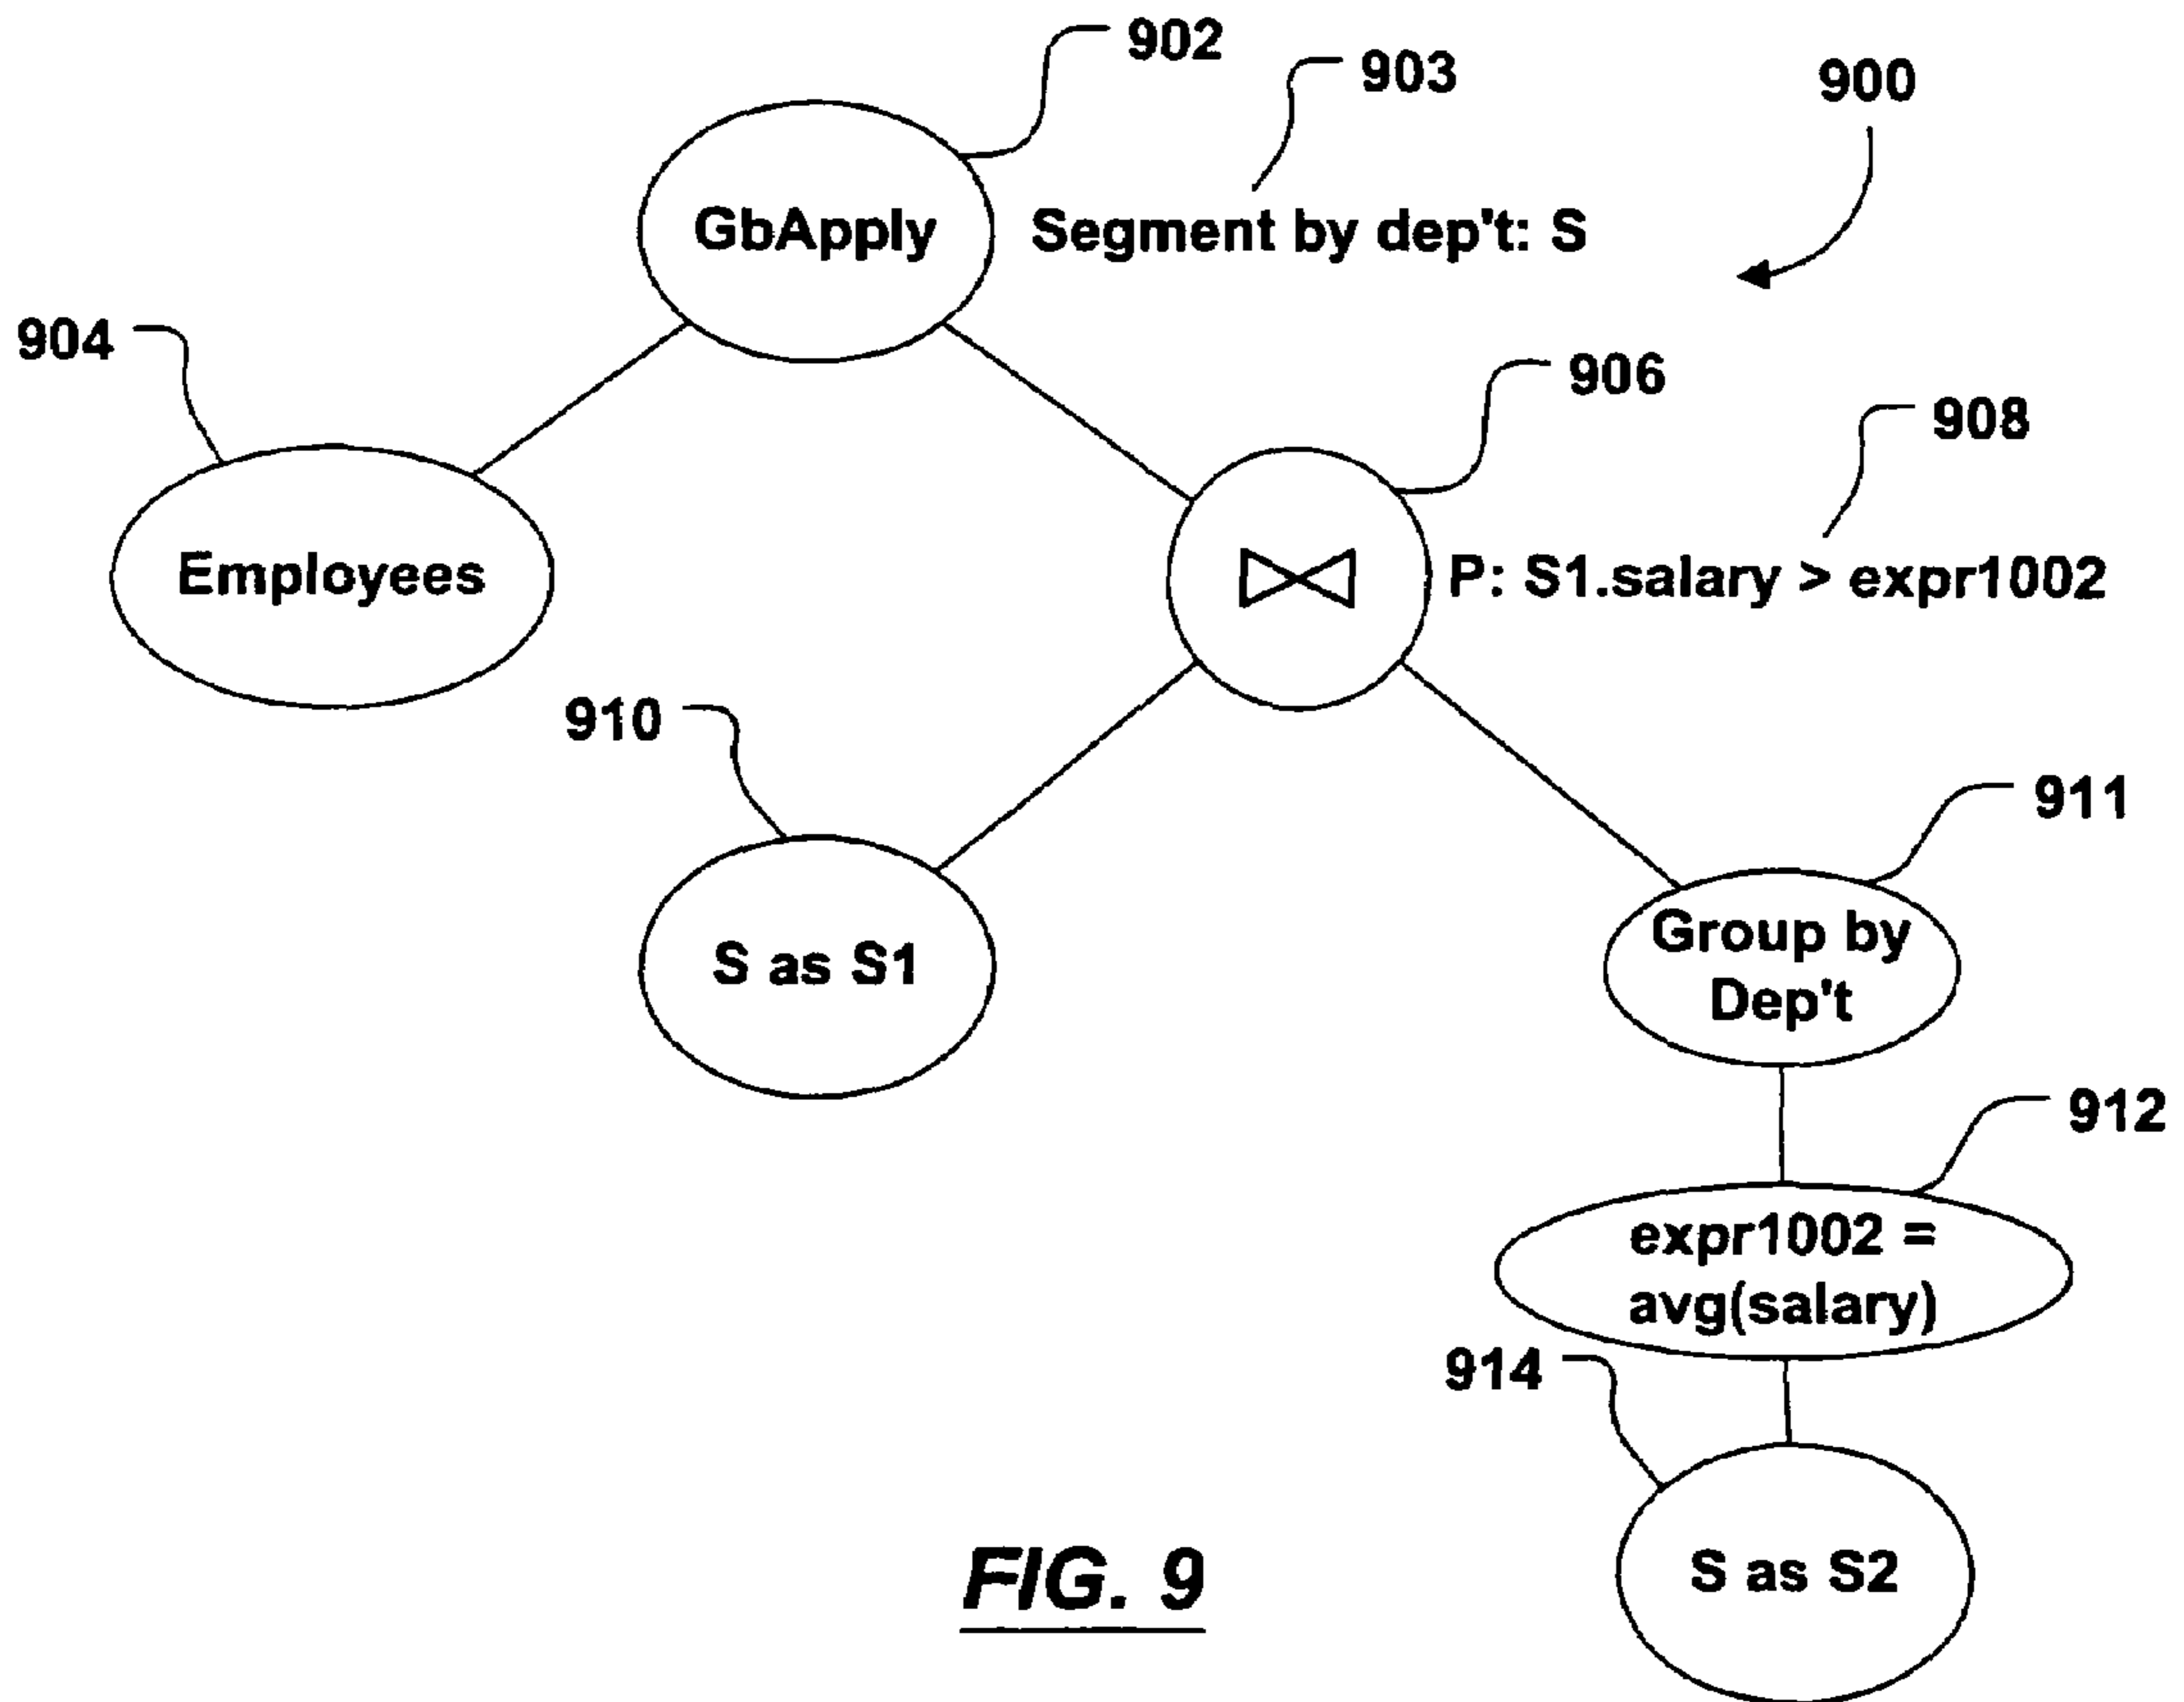 902
903
900
GbApply
Segment by dep't: S
904
906
908
Employees
P: S1.salary > expr1002
910
911
S as S1
Group by
Dep't
912
expr1002 =
avg(salary)
914
S as S2
FIG. 9